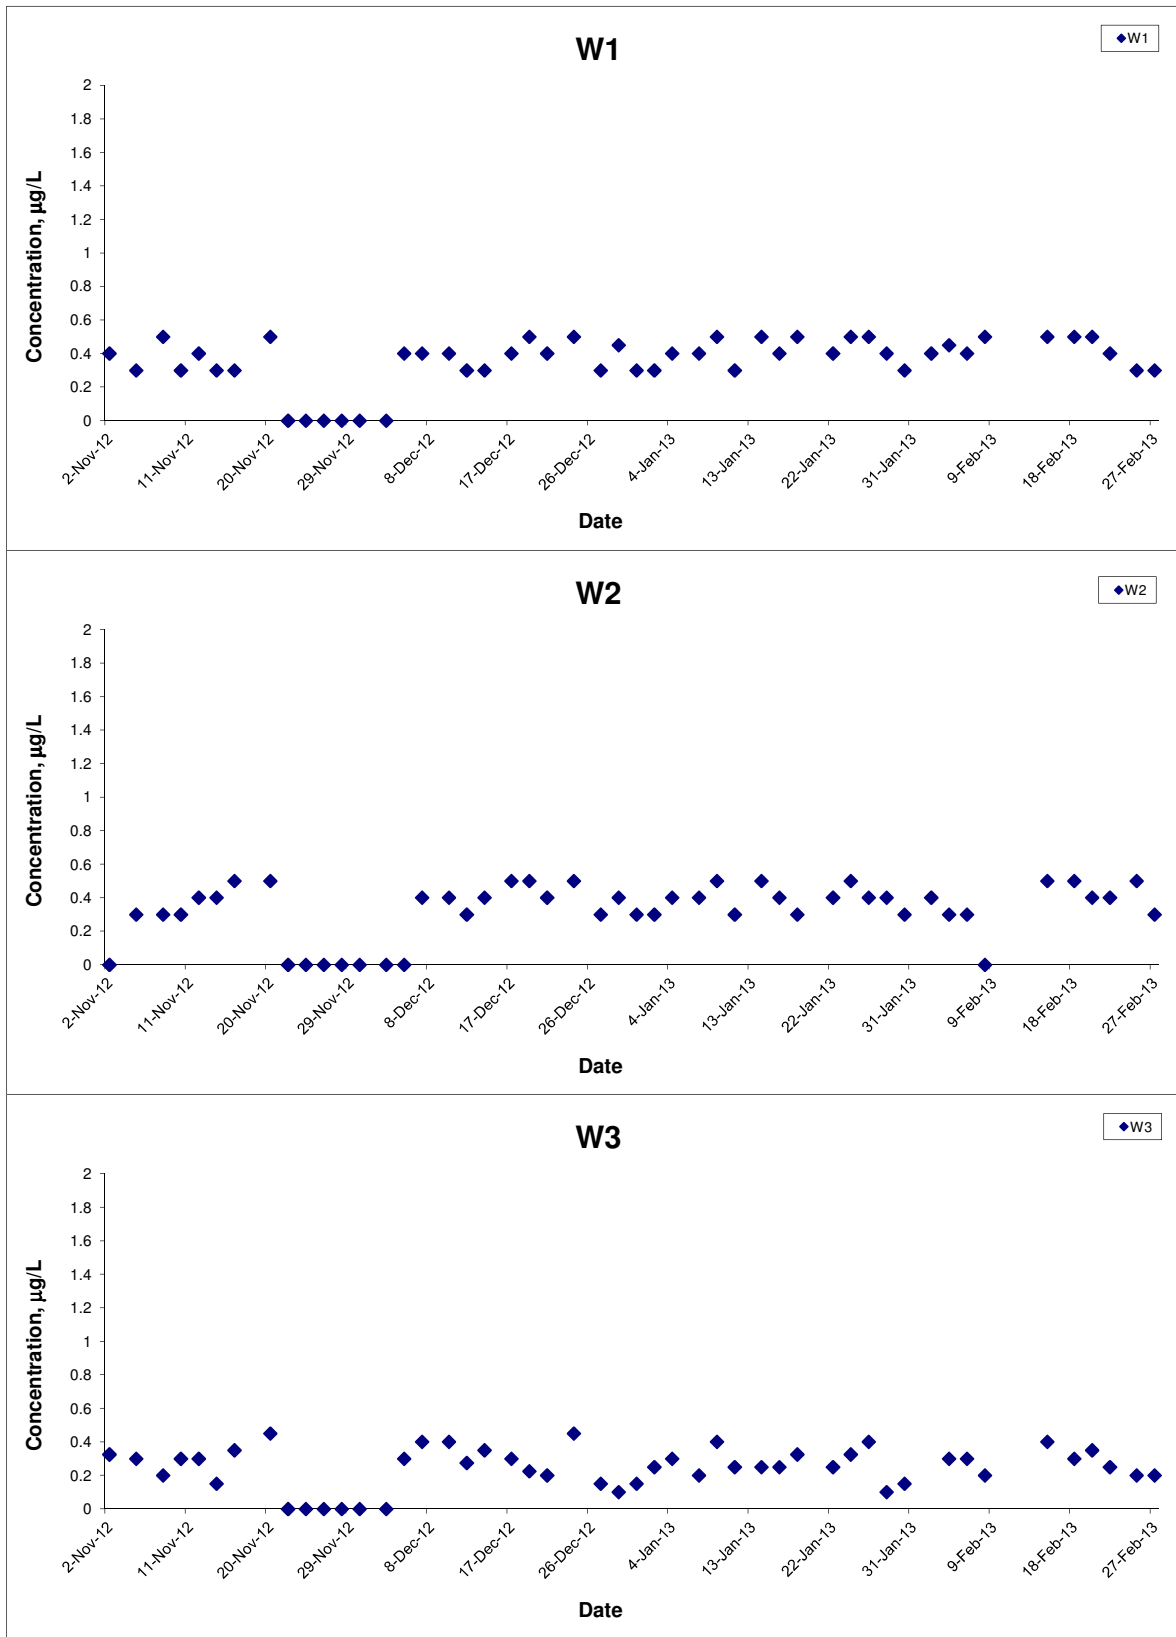 W1
W1
2
1.8
1.6
1.4
1.2
1
0.8
0.6
0.4
0.2
0
Concentration, µg/L
2-Nov-12
11-Nov-12
20-Nov-12
29-Nov-12
8-Dec-12
17-Dec-12
26-Dec-12
4-Jan-13
13-Jan-13
22-Jan-13
31-Jan-13
9-Feb-13
18-Feb-13
27-Feb-13
Date
W2
W2
2
1.8
1.6
1.4
1.2
1
0.8
0.6
0.4
0.2
0
Concentration, µg/L
2-Nov-12
11-Nov-12
20-Nov-12
29-Nov-12
8-Dec-12
17-Dec-12
26-Dec-12
4-Jan-13
13-Jan-13
22-Jan-13
31-Jan-13
9-Feb-13
18-Feb-13
27-Feb-13
Date
W3
W3
2
1.8
1.6
1.4
1.2
1
0.8
0.6
0.4
0.2
0
Concentration, µg/L
2-Nov-12
11-Nov-12
20-Nov-12
29-Nov-12
8-Dec-12
17-Dec-12
26-Dec-12
4-Jan-13
13-Jan-13
22-Jan-13
31-Jan-13
9-Feb-13
18-Feb-13
27-Feb-13
Date